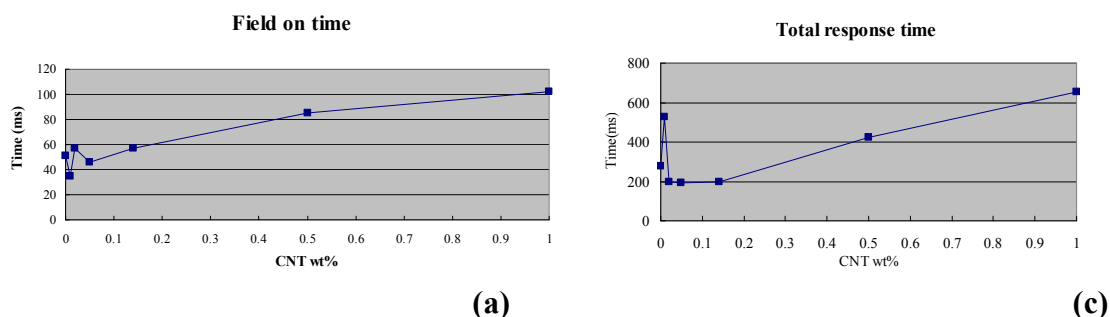 Field on time
120
100
80
60
40
20
0
Time (ms)
0 0.1 0.2 0.3 0.4 0.5 0.6 0.7 0.8 0.9 1
CNT wt%
(a)
Total response time
800
600
400
200
0
Time(ms)
0 0.1 0.2 0.3 0.4 0.5 0.6 0.7 0.8 0.9 1
CNT wt%
(c)